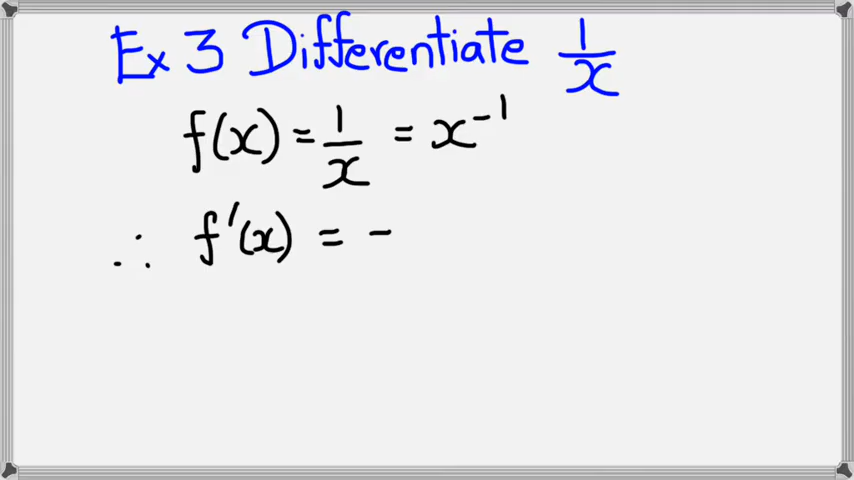 Ex 3 Differentiate 1/x
f(x) = 1/x = x⁻¹
∴ f'(x) = -